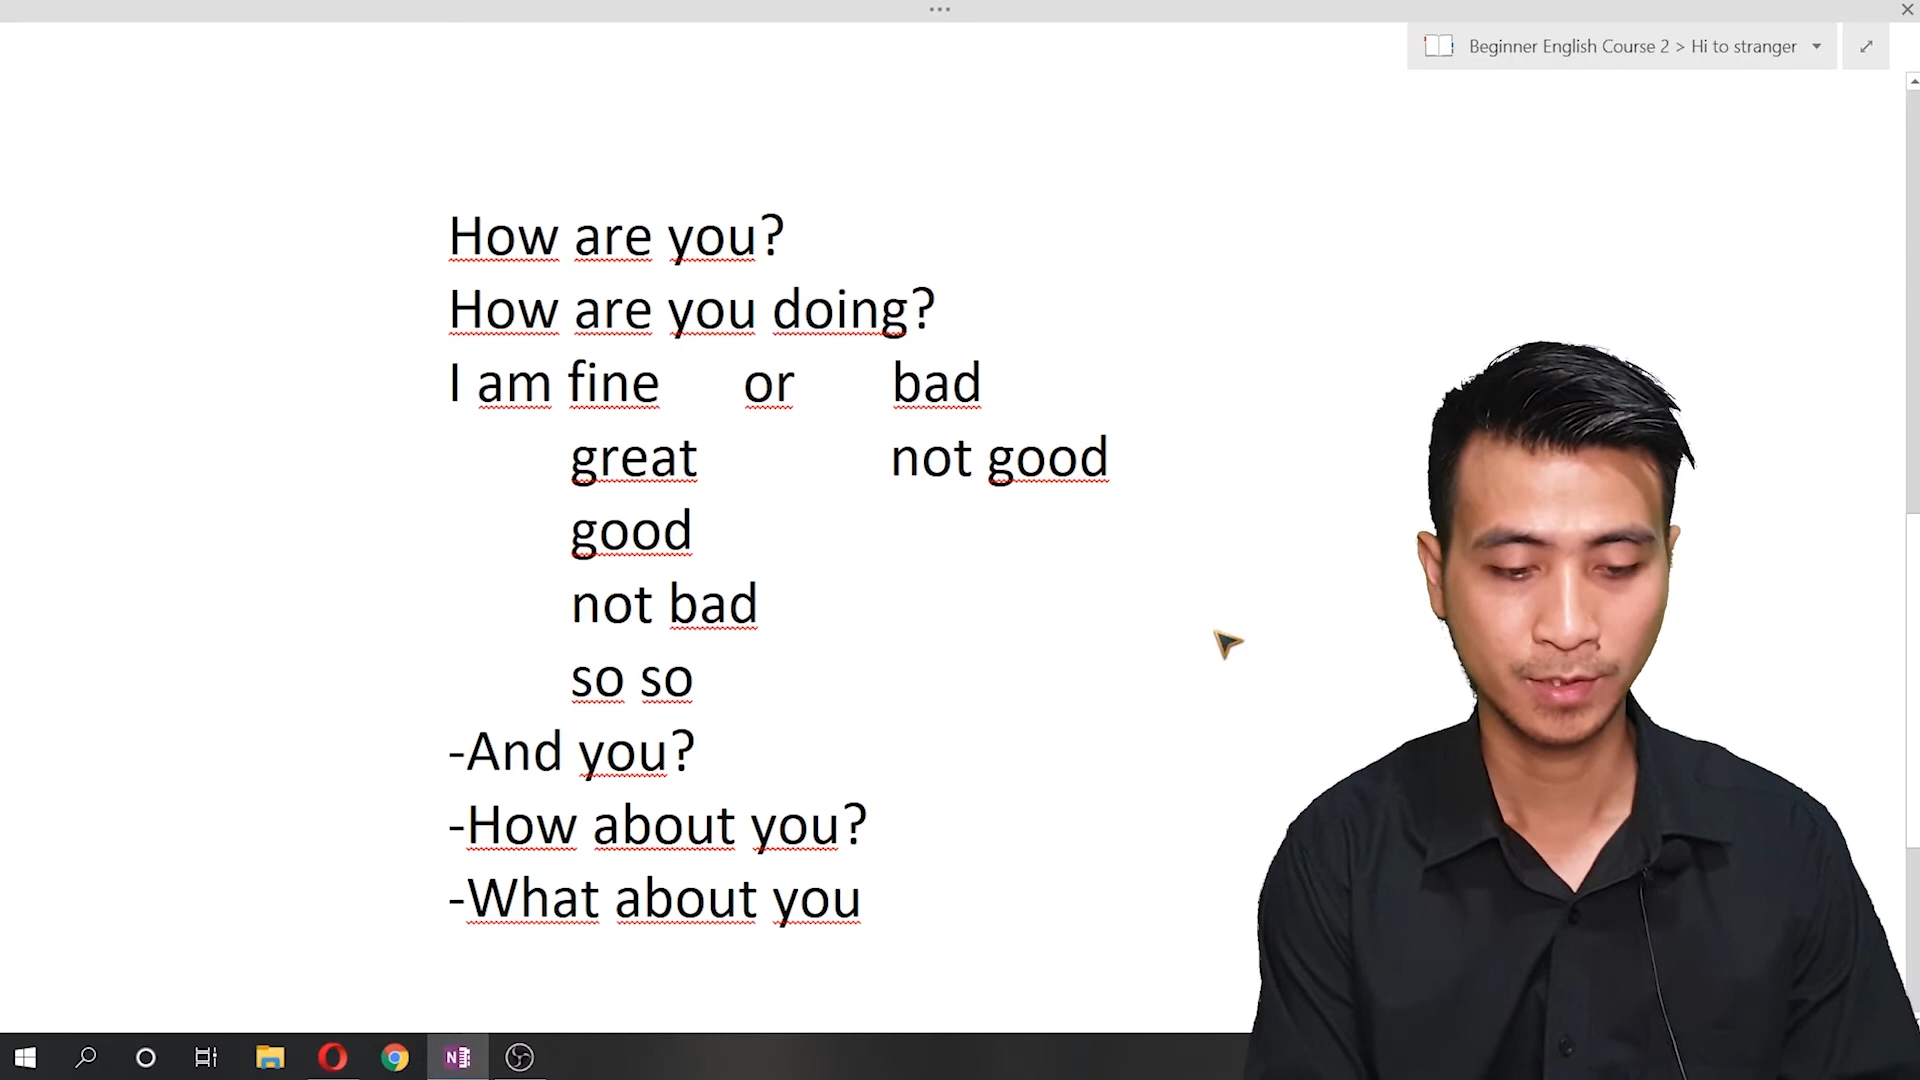 Beginner English Course 2 > Hi to stranger
How are you?
How are you doing?
I am fine or bad
great not good
good
not bad
so so
-And you?
-How about you?
-What about you